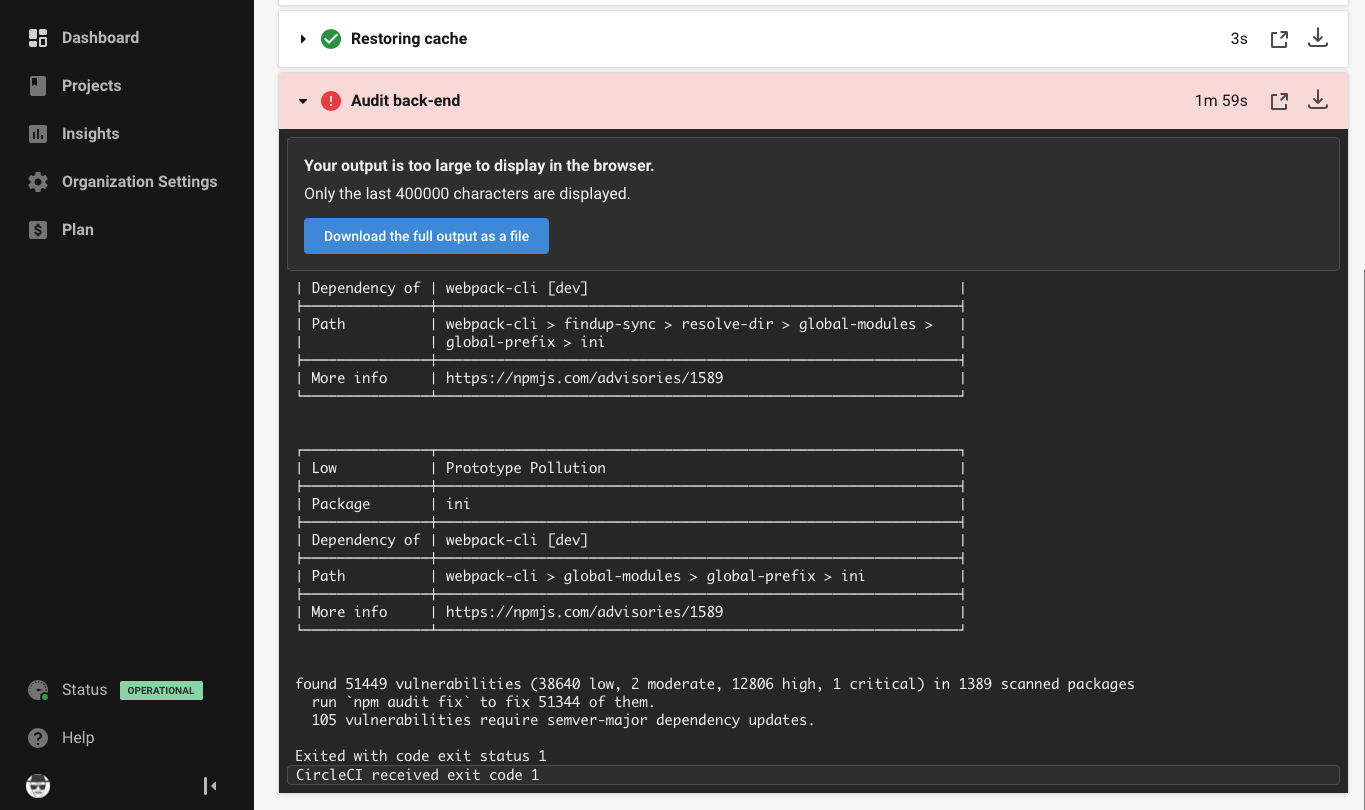 Dashboard
Projects
Insights
Organization Settings
Plan
Status OPERATIONAL
Help
Restoring cache 3s
Audit back-end 1m 59s
Your output is too large to display in the browser.
Only the last 400000 characters are displayed.
Download the full output as a file
| Dependency of | webpack-cli [dev] |
| Path | webpack-cli > findup-sync > resolve-dir > global-modules > |
| | global-prefix > ini |
| More info | https://npmjs.com/advisories/1589 |
| Low | Prototype Pollution |
| Package | ini |
| Dependency of | webpack-cli [dev] |
| Path | webpack-cli > global-modules > global-prefix > ini |
| More info | https://npmjs.com/advisories/1589 |
found 51449 vulnerabilities (38640 low, 2 moderate, 12806 high, 1 critical) in 1389 scanned packages
run `npm audit fix` to fix 51344 of them.
105 vulnerabilities require semver-major dependency updates.
Exited with code exit status 1
CircleCI received exit code 1